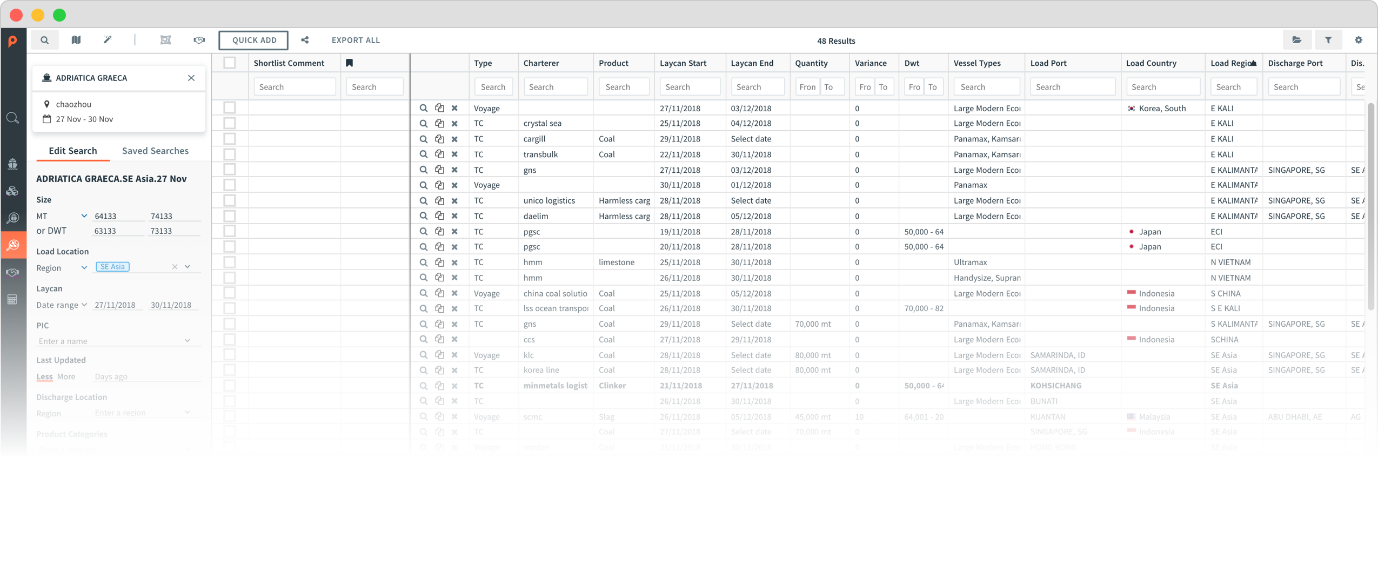 QUICK ADD EXPORT ALL 48 Results
ADRIATICA GRAECA
chaozhou
27 Nov - 30 Nov
Edit Search Saved Searches
ADRIATICA GRAECA.SE Asia.27 Nov
Size
MT 64133 74133
or DWT 63133 73133
Load Location
Region SE Asia
Laycan
Date range 27/11/2018 30/11/2018
PIC
Enter a name
Last Updated
Less More Days ago
Discharge Location
Region Enter a region
Product Categories
Shortlist Comment Type Charterer Product Laycan Start Laycan End Quantity Variance Dwt Vessel Types Load Port Load Country Load Region Discharge Port Dis.
Search Search Search Search Search Search Search Fron To Fro To Fro To Search Search Search Search Search Se
Voyage 27/11/2018 03/12/2018 0 Large Modern Eco Korea, South E KALI
TC crystal sea 25/11/2018 04/12/2018 0 Large Modern Eco E KALI
TC cargill Coal 29/11/2018 Select date 0 Panamax, Kamsar E KALI
TC transbulk Coal 22/11/2018 30/11/2018 0 Panamax, Kamsar E KALI
TC gns 27/11/2018 03/12/2018 0 Large Modern Eco E KALIMANTA SINGAPORE, SG SE A
Voyage 30/11/2018 01/12/2018 0 Panamax E KALIMANTA
TC unico logistics Harmless carg 28/11/2018 Select date 0 Large Modern Eco E KALIMANTA SINGAPORE, SG SE A
TC daelim Harmless carg 28/11/2018 05/12/2018 0 Large Modern Eco E KALIMANTA SINGAPORE, SG SE A
TC pgsc 19/11/2018 28/11/2018 0 50,000 - 64 Japan ECI
TC pgsc 20/11/2018 28/11/2018 0 50,000 - 64 Japan ECI
TC hmm limestone 25/11/2018 30/11/2018 0 Ultramax N VIETNAM
TC hmm 26/11/2018 30/11/2018 0 Handysize, Supran N VIETNAM
Voyage china coal solutio Coal 25/11/2018 05/12/2018 0 Large Modern Eco Indonesia S CHINA
TC lss ocean transpo Coal 26/11/2018 30/11/2018 0 70,000 - 82 Indonesia S E KALI
TC gns Coal 29/11/2018 Select date 70,000 mt 0 Panamax, Kamsar S KALIMANTA SINGAPORE, SG SE A
TC ccs Coal 27/11/2018 29/11/2018 0 Large Modern Eco Indonesia SCHINA
Voyage klc Coal 28/11/2018 Select date 80,000 mt 0 Large Modern Eco SAMARINDA, ID SE Asia SINGAPORE, SG SE A
TC korea line Coal 28/11/2018 Select date 80,000 mt 0 Large Modern Eco SAMARINDA, ID SE Asia SINGAPORE, SG SE A
TC minmetals logist Clinker 21/11/2018 27/11/2018 0 50,000 - 64 KOHSICHANG SE Asia
TC 26/11/2018 30/11/2018 0 Large Modern Eco BUNATI SE Asia
Voyage scmc Slag 26/11/2018 05/12/2018 45,000 mt 10 64,001 - 20 KUANTAN Malaysia SE Asia ABU DHABI, AE AG
TC Coal 27/11/2018 Select date 70,000 mt 0 SINGAPORE, SG Indonesia SE Asia